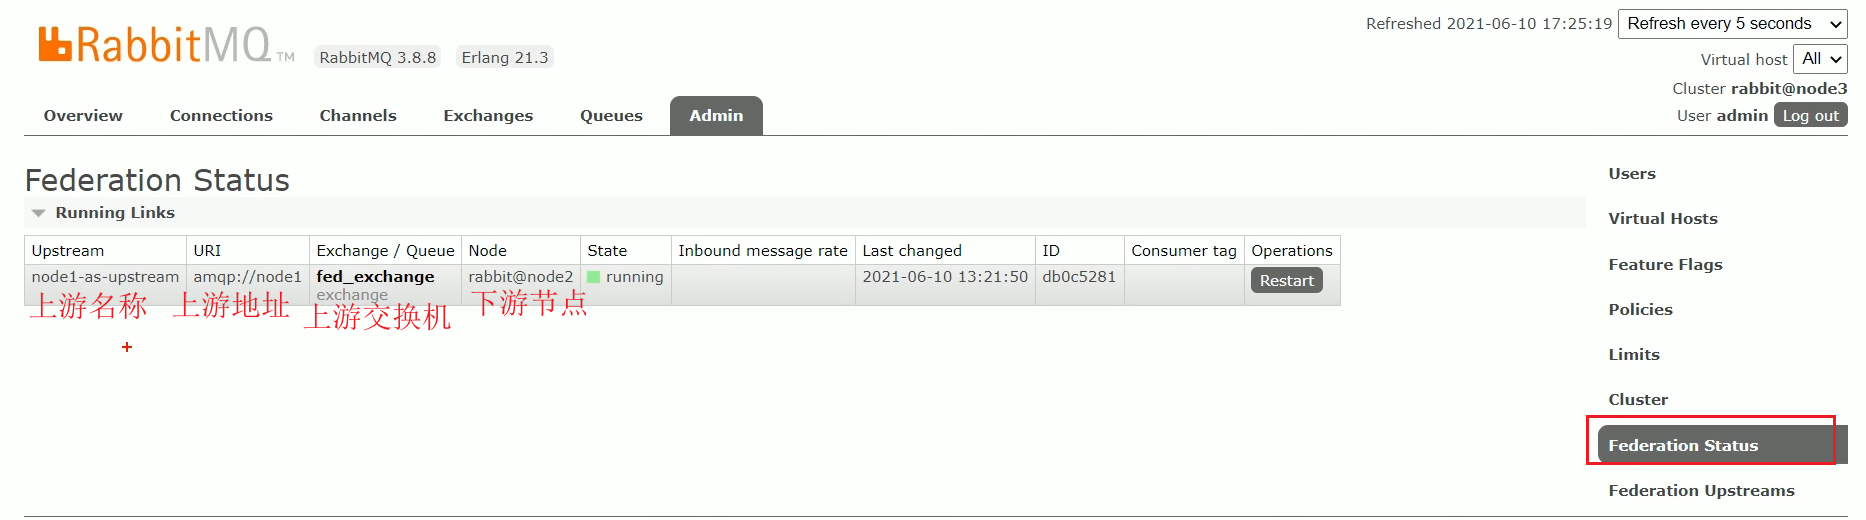 RabbitMQ TM
RabbitMQ 3.8.8 Erlang 21.3
Refreshed 2021-06-10 17:25:19 Refresh every 5 seconds
Virtual host All
Cluster rabbit@node3
User admin Log out
Overview Connections Channels Exchanges Queues Admin
Federation Status
Running Links
Upstream URI Exchange / Queue Node State Inbound message rate Last changed ID Consumer tag Operations
node1-as-upstream amqp://node1 fed_exchange rabbit@node2 running 2021-06-10 13:21:50 db0c5281 Restart
exchange
上游名称 上游地址 上游交换机 下游节点
Users
Virtual Hosts
Feature Flags
Policies
Limits
Cluster
Federation Status
Federation Upstreams